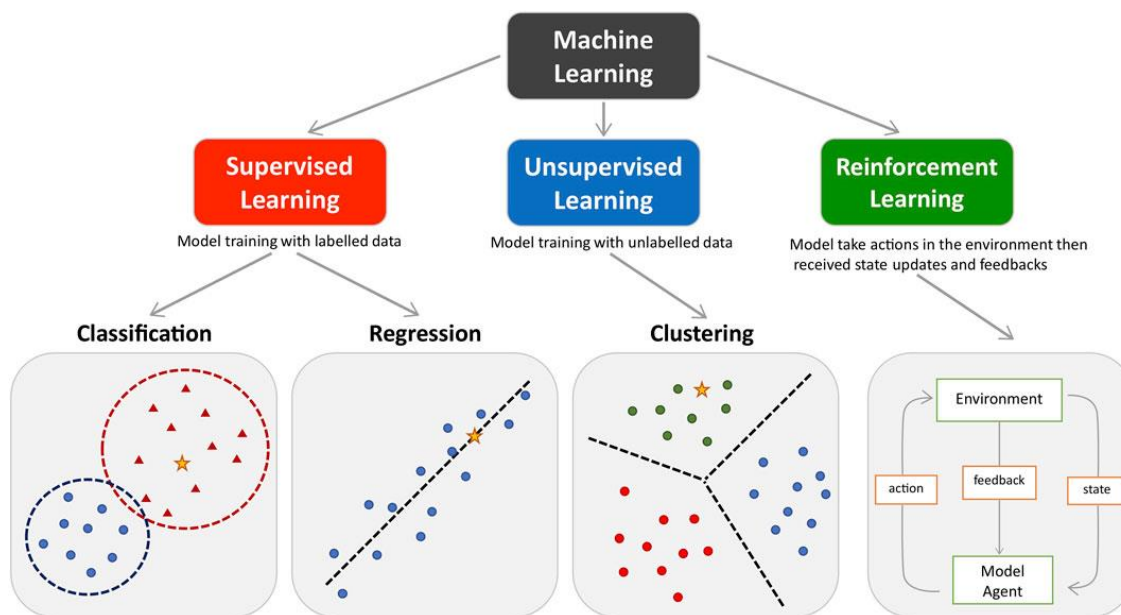 Machine
Learning
Supervised
Learning
Unsupervised
Learning
Reinforcement
Learning
Model training with labelled data
Model training with unlabelled data
Model take actions in the environment then
received state updates and feedbacks
Classification
Regression
Clustering
Environment
action
feedback
state
Model
Agent